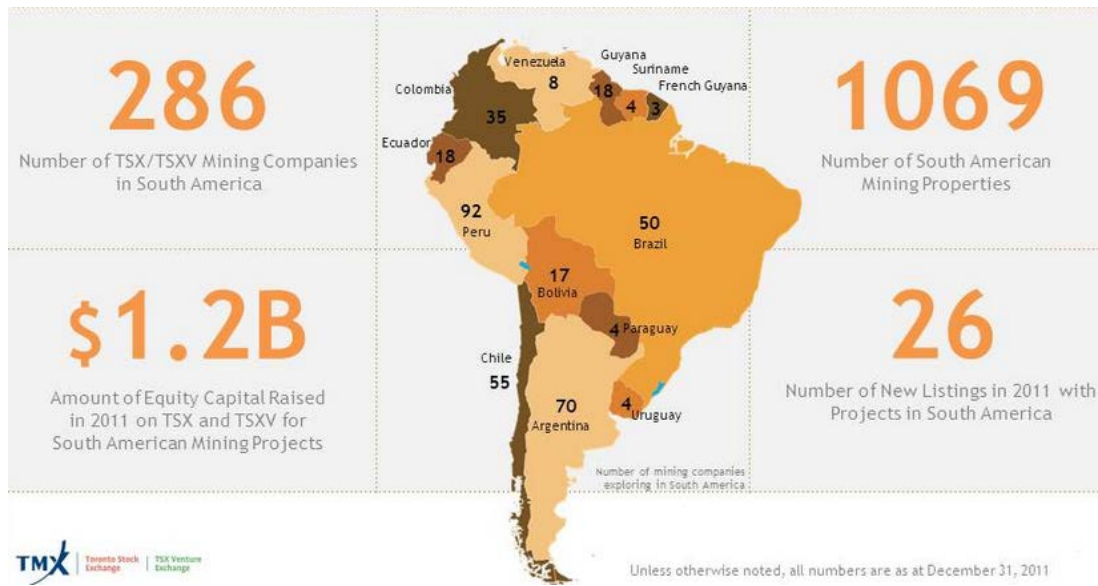 286
Number of TSX/TSXV Mining Companies
in South America
$1.2B
Amount of Equity Capital Raised
in 2011 on TSX and TSXV for
South American Mining Projects
Venezuela
8
Guyana
18
Suriname
4
French Guyana
3
Colombia
35
Ecuador
18
92
Peru
50
Brazil
17
Bolivia
4 Paraguay
Chile
55
70
Argentina
4
Uruguay
Number of mining companies
exploring in South America
1069
Number of South American
Mining Properties
26
Number of New Listings in 2011 with
Projects in South America
TMX
Toronto Stock
Exchange
TSX Venture
Exchange
Unless otherwise noted, all numbers are as at December 31, 2011